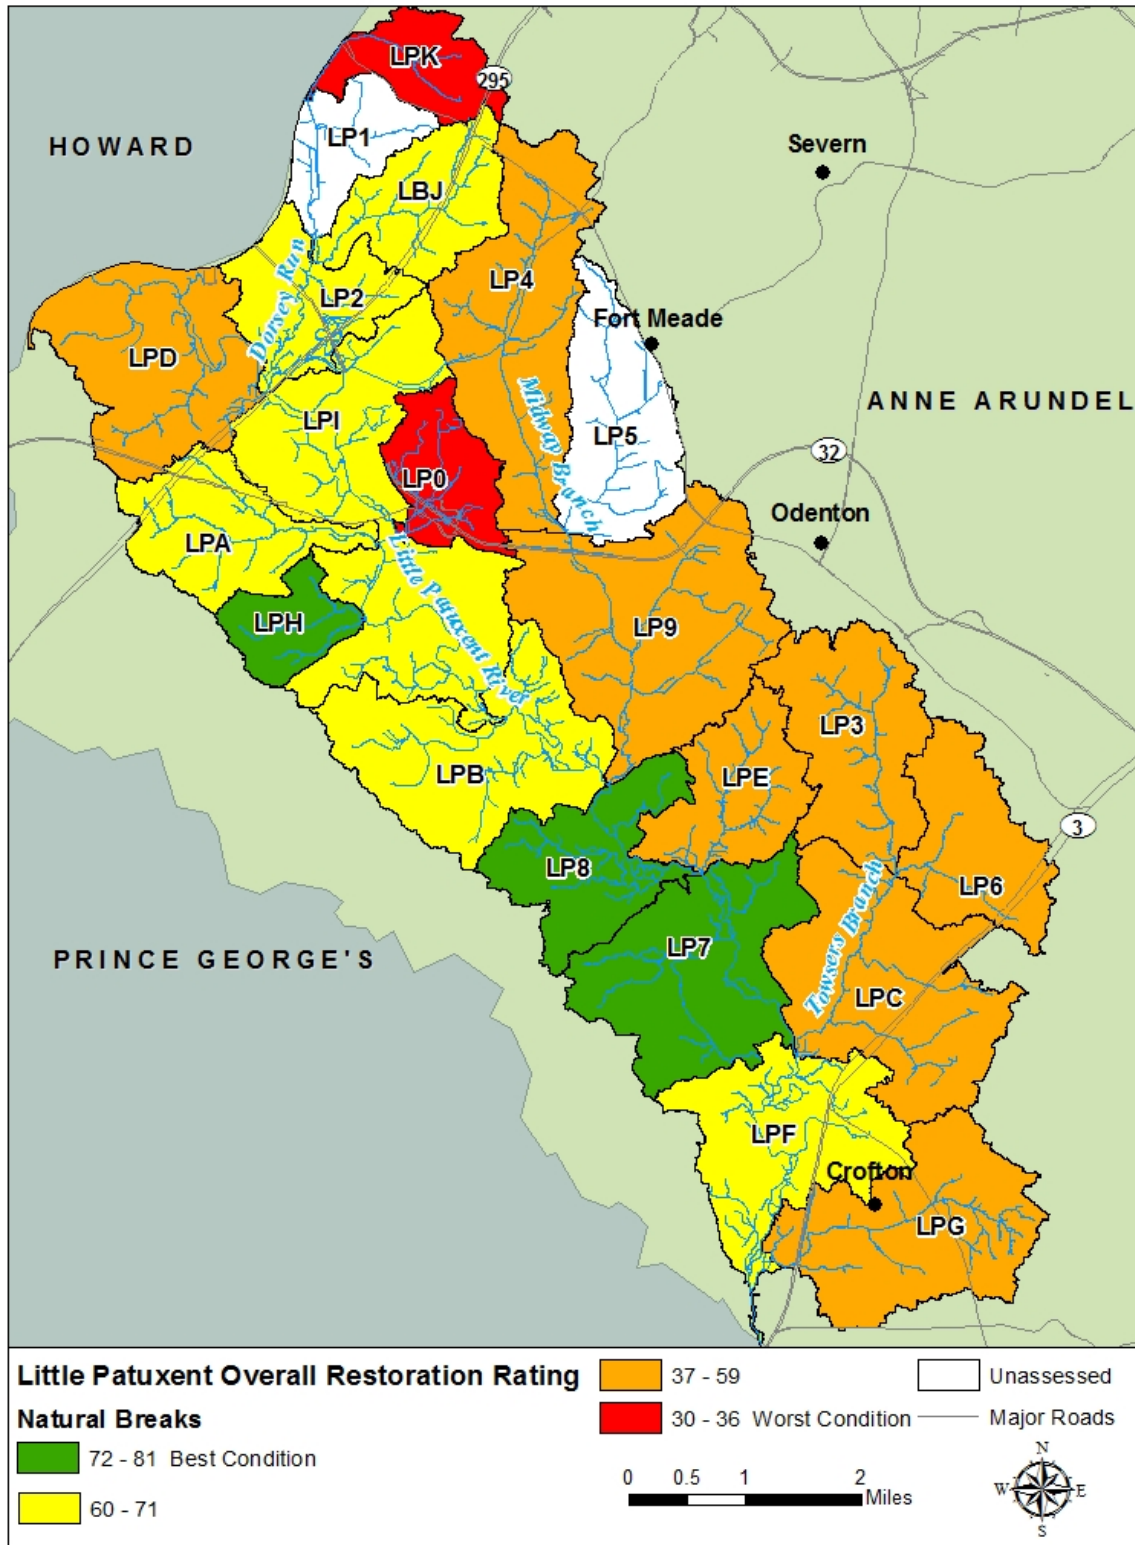 LPK
295
HOWARD
LP1
Severn
LBJ
Dorsey Run
LP2
LP4
Fort Meade
LPD
ANNE ARUNDEL
LPI
Midway Branch
LP5
LP0
32
Odenton
LPA
Little Patuxent River
LPH
LP9
LP3
LPB
LPE
3
LP8
LP6
Towsers Branch
LP7
PRINCE GEORGE'S
LPC
LPF
Crofton
LPG
Little Patuxent Overall Restoration Rating
Natural Breaks
72 - 81 Best Condition
60 - 71
37 - 59
30 - 36 Worst Condition
Unassessed
Major Roads
0 0.5 1 2
Miles
N
W E
S